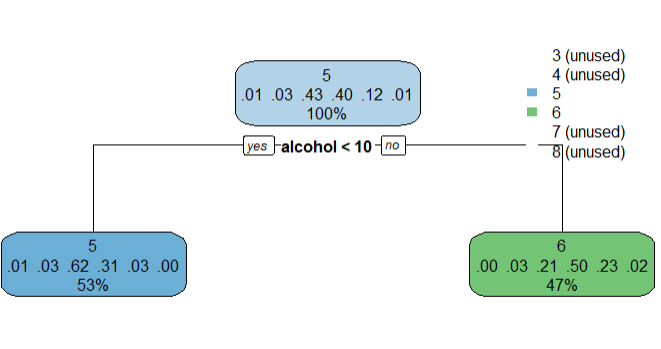 5
.01 .03 .43 .40 .12 .01
100%
3 (unused)
4 (unused)
5
6
7 (unused)
8 (unused)
yes alcohol < 10 no
5
.01 .03 .62 .31 .03 .00
53%
6
.00 .03 .21 .50 .23 .02
47%